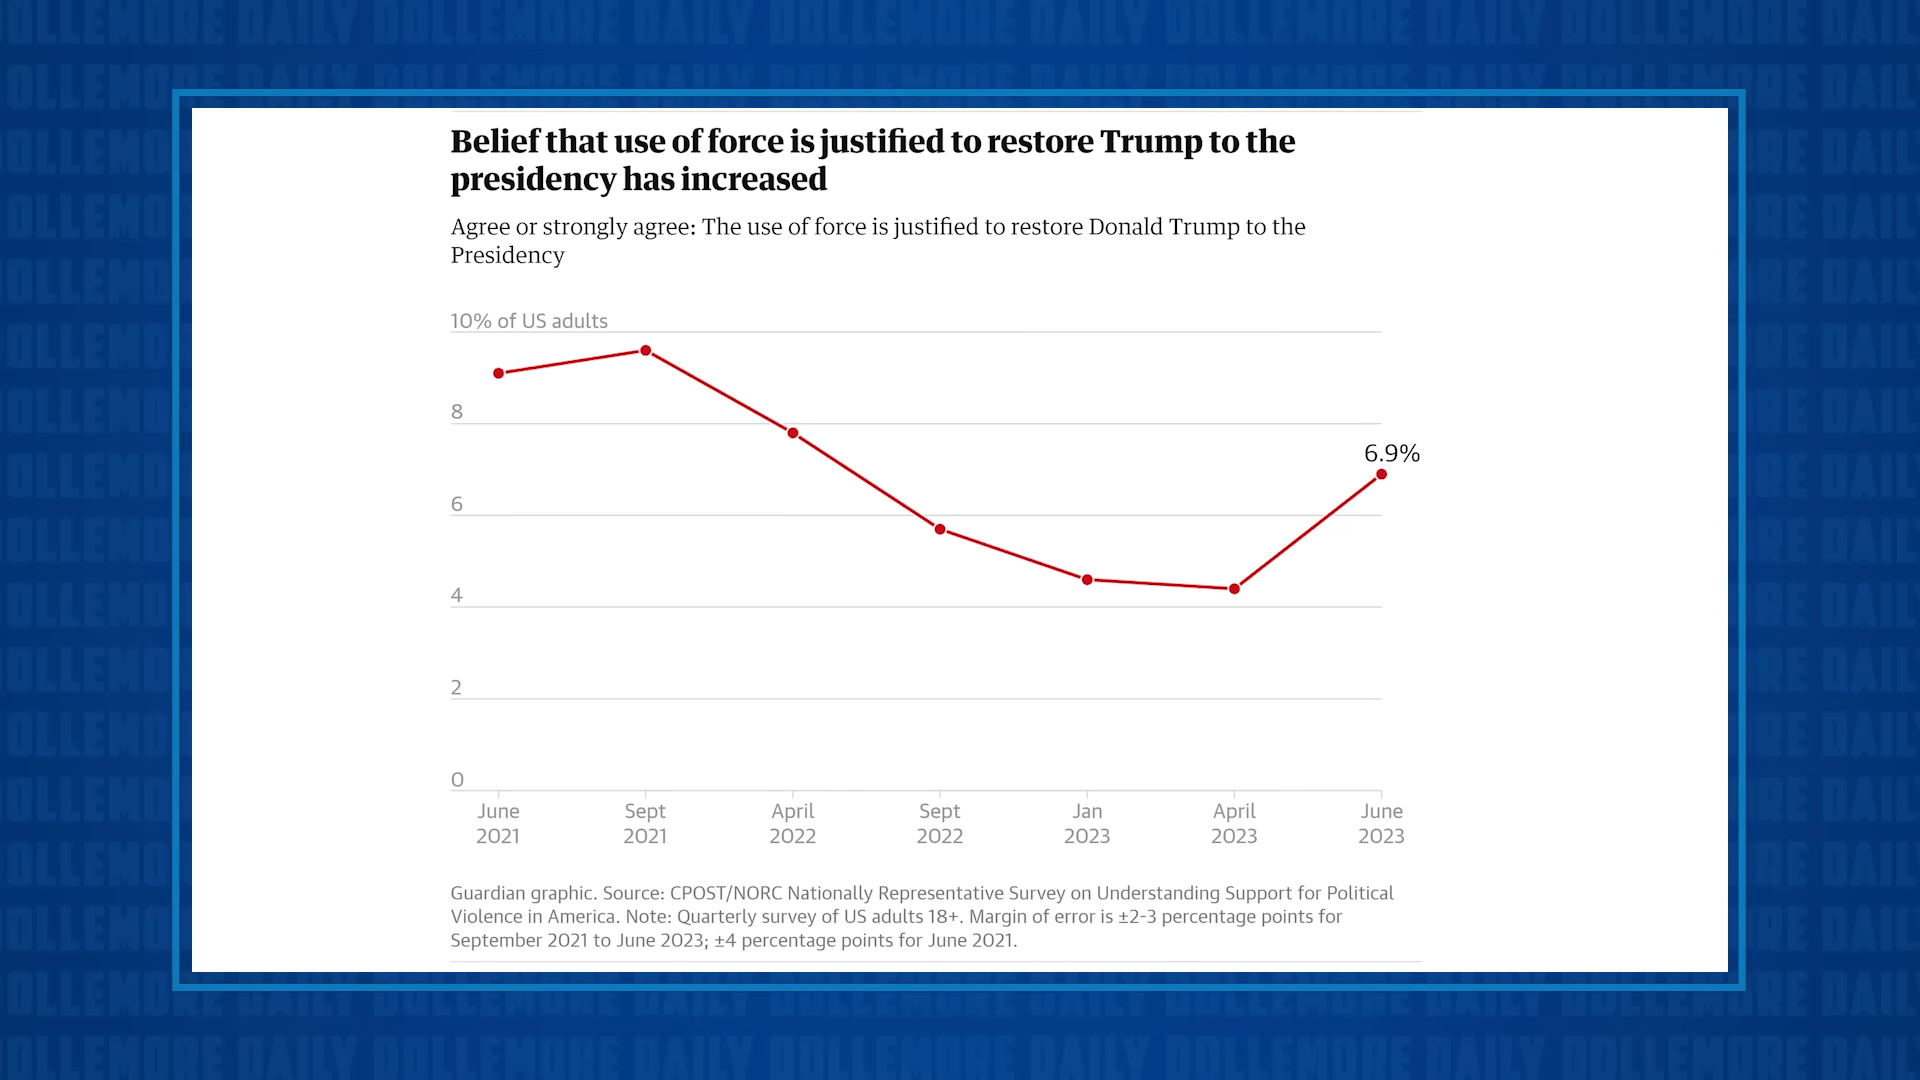 DOLLEMORE DAILY
Belief that use of force is justified to restore Trump to the
presidency has increased
Agree or strongly agree: The use of force is justified to restore Donald Trump to the
Presidency
10% of US adults
8
6.9%
6
4
2
0
June Sept April Sept Jan April June
2021 2021 2022 2022 2023 2023 2023
Guardian graphic. Source: CPOST/NORC Nationally Representative Survey on Understanding Support for Political
Violence in America. Note: Quarterly survey of US adults 18+. Margin of error is ±2-3 percentage points for
September 2021 to June 2023; ±4 percentage points for June 2021.